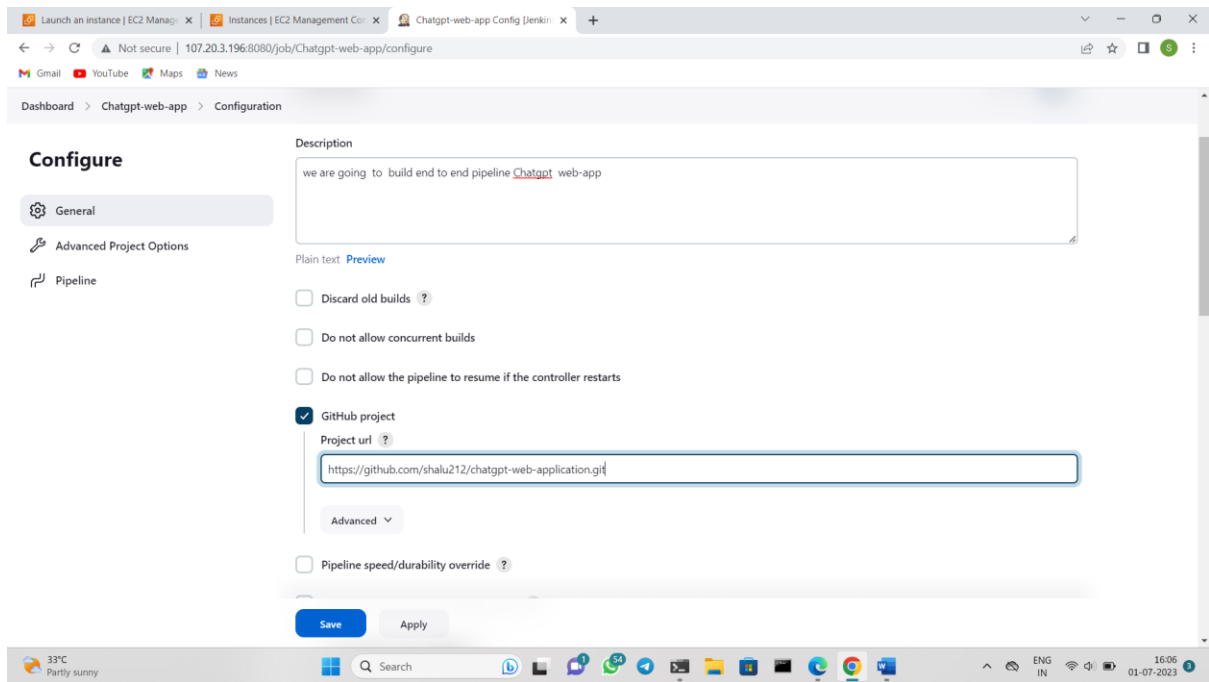 Launch an instance | EC2 Manage
Instances | EC2 Management Con
Chatgpt-web-app Config [Jenkin
Not secure | 107.20.3.196:8080/job/Chatgpt-web-app/configure
S
Gmail YouTube Maps News
Dashboard > Chatgpt-web-app > Configuration
Configure
General
Advanced Project Options
Pipeline
Description
we are going to build end to end pipeline Chatgpt web-app
Plain text Preview
Discard old builds ?
Do not allow concurrent builds
Do not allow the pipeline to resume if the controller restarts
GitHub project
Project url ?
https://github.com/shalu212/chatgpt-web-application.git
Advanced
Pipeline speed/durability override ?
Save Apply
33°C
Partly sunny
Search
1
54
ENG
IN
16:06
01-07-2023
3